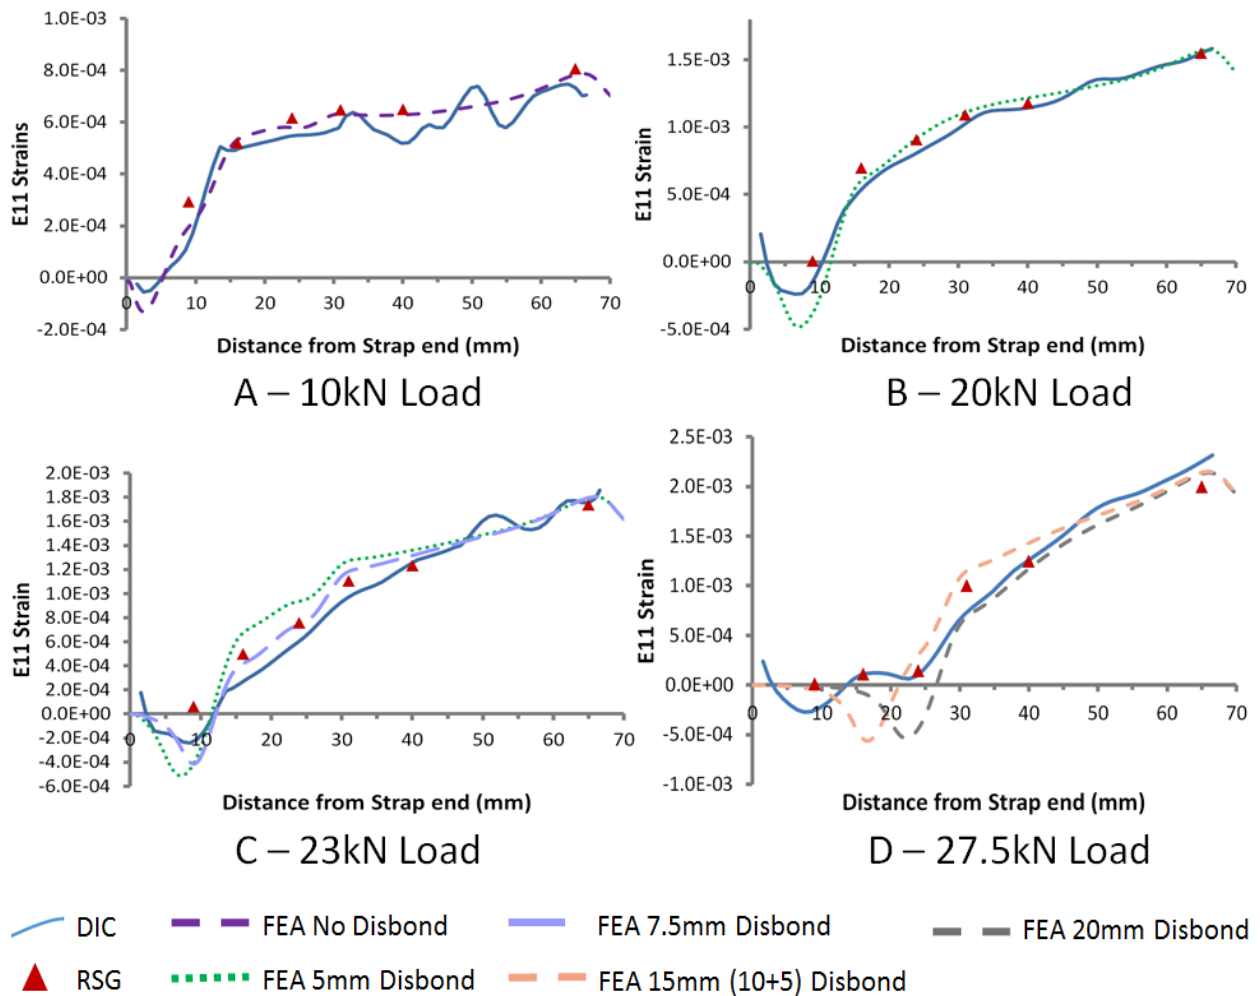 1.0E-03
8.0E-04
6.0E-04
4.0E-04
2.0E-04
0.0E+00
-2.0E-04
E11 Strains
0 10 20 30 40 50 60 70
Distance from Strap end (mm)
A – 10kN Load
1.5E-03
1.0E-03
5.0E-04
0.0E+00
-5.0E-04
E11 Strain
0 10 20 30 40 50 60 70
Distance from Strap end (mm)
B – 20kN Load
2.0E-03
1.8E-03
1.6E-03
1.4E-03
1.2E-03
1.0E-03
8.0E-04
6.0E-04
4.0E-04
2.0E-04
0.0E+00
-2.0E-04
-4.0E-04
-6.0E-04
E11 Strain
0 10 20 30 40 50 60 70
Distance from Strap end (mm)
C – 23kN Load
2.5E-03
2.0E-03
1.5E-03
1.0E-03
5.0E-04
0.0E+00
-5.0E-04
-1.0E-03
E11 Strain
0 10 20 30 40 50 60 70
Distance from Strap end (mm)
D – 27.5kN Load
DIC FEA No Disbond FEA 7.5mm Disbond FEA 20mm Disbond
RSG FEA 5mm Disbond FEA 15mm (10+5) Disbond